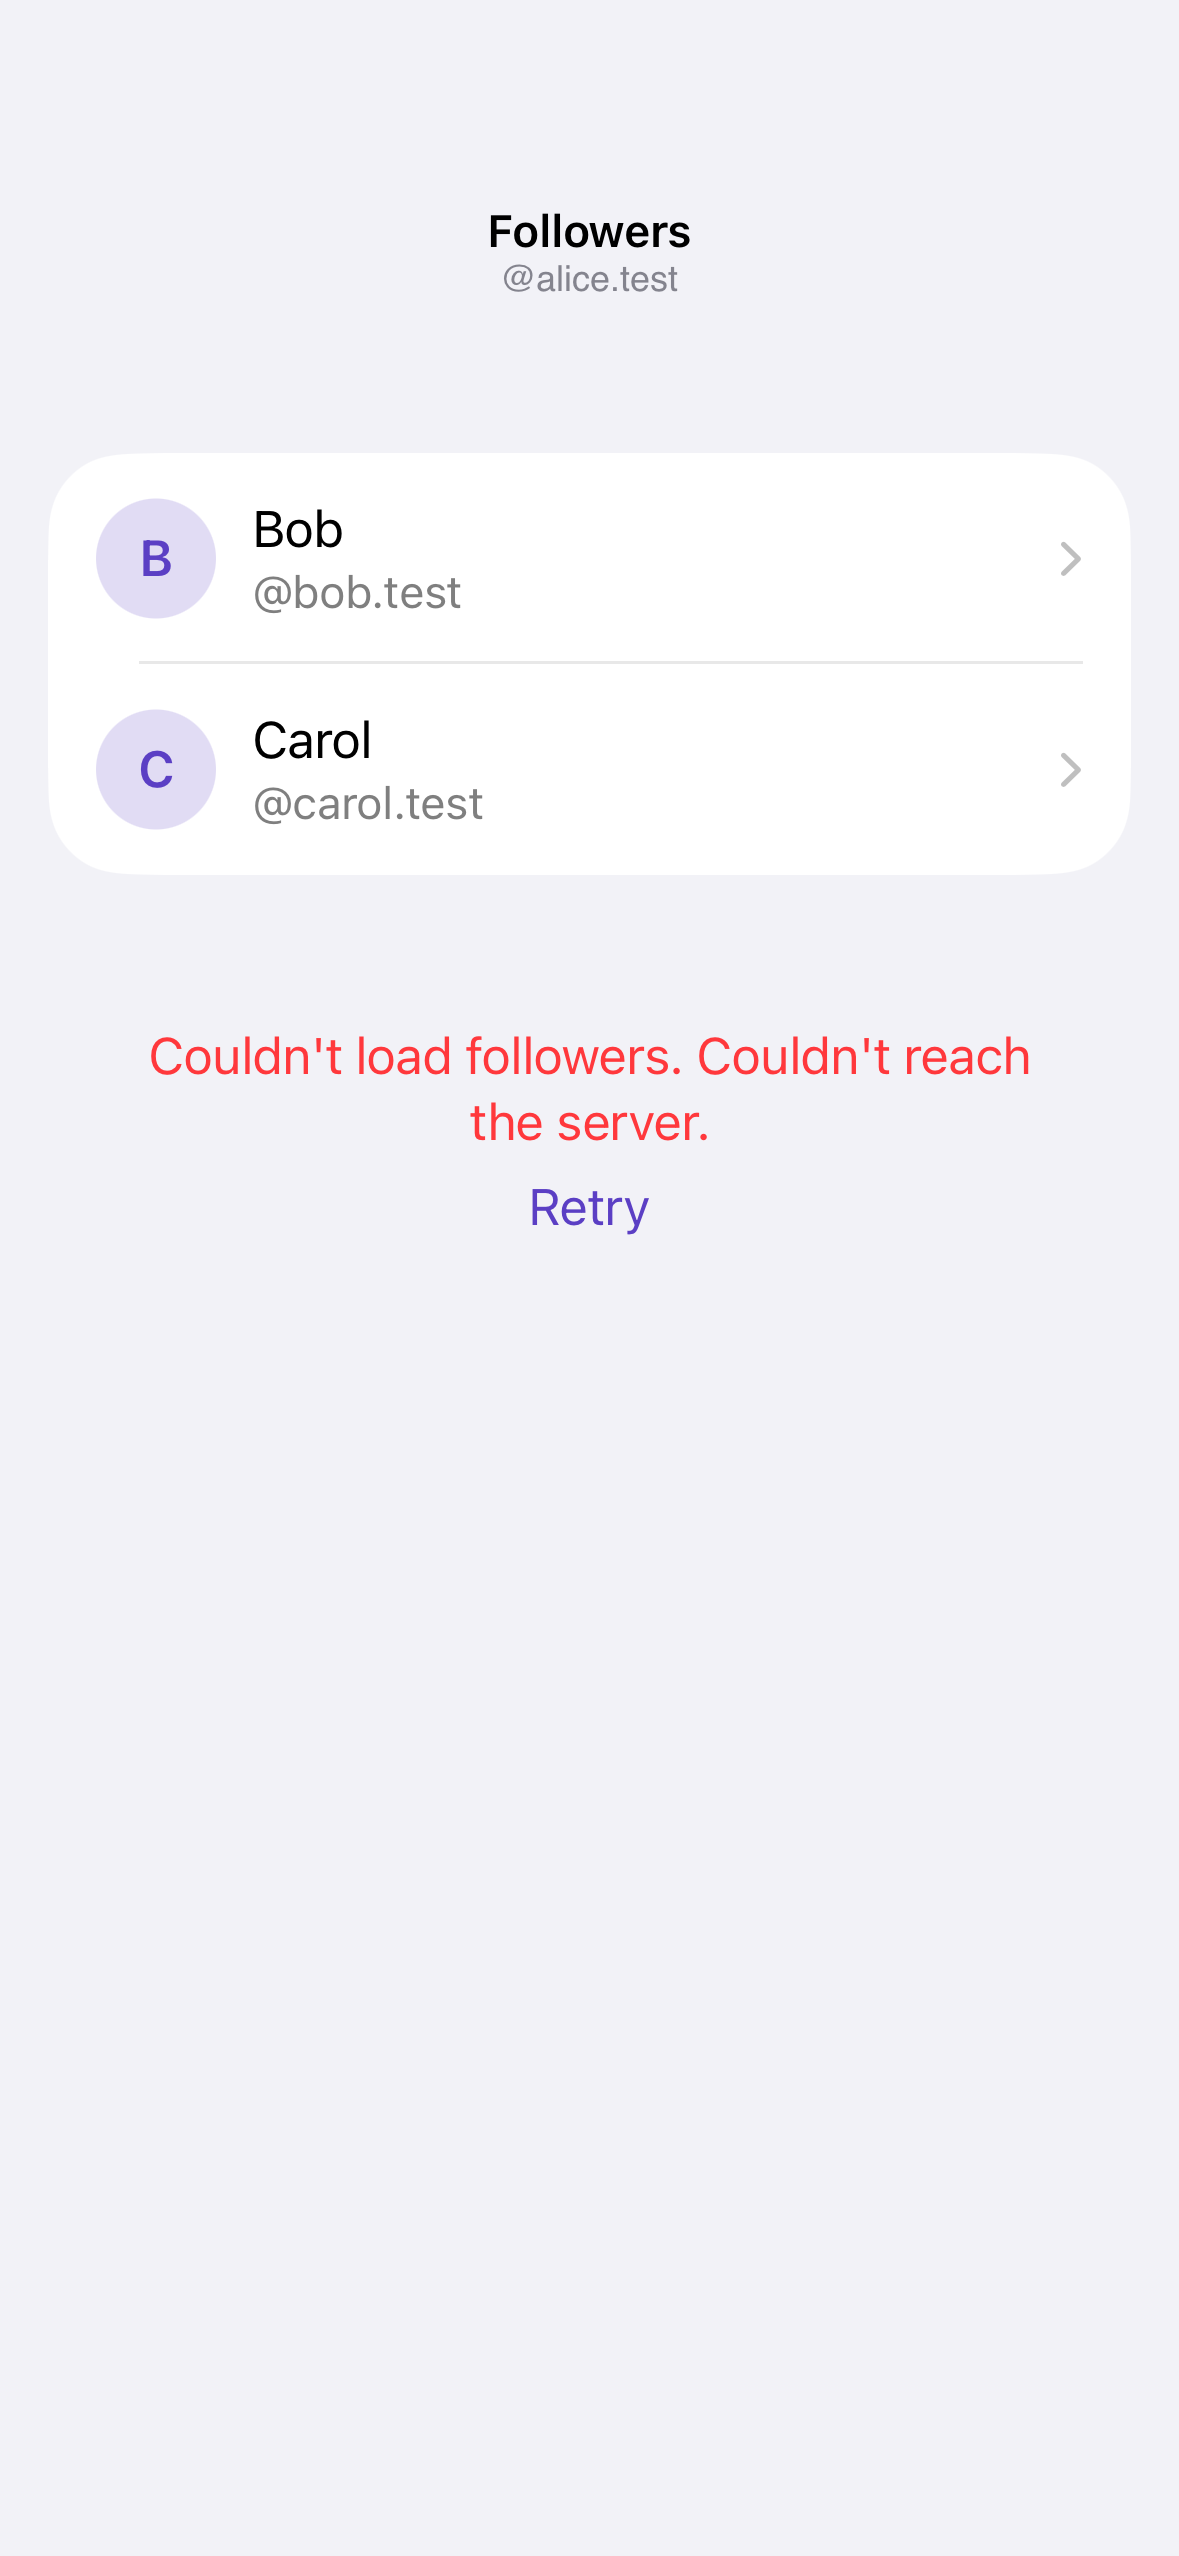 Followers
@alice.test
B
Bob
@bob.test
C
Carol
@carol.test
Couldn't load followers. Couldn't reach
the server.
Retry